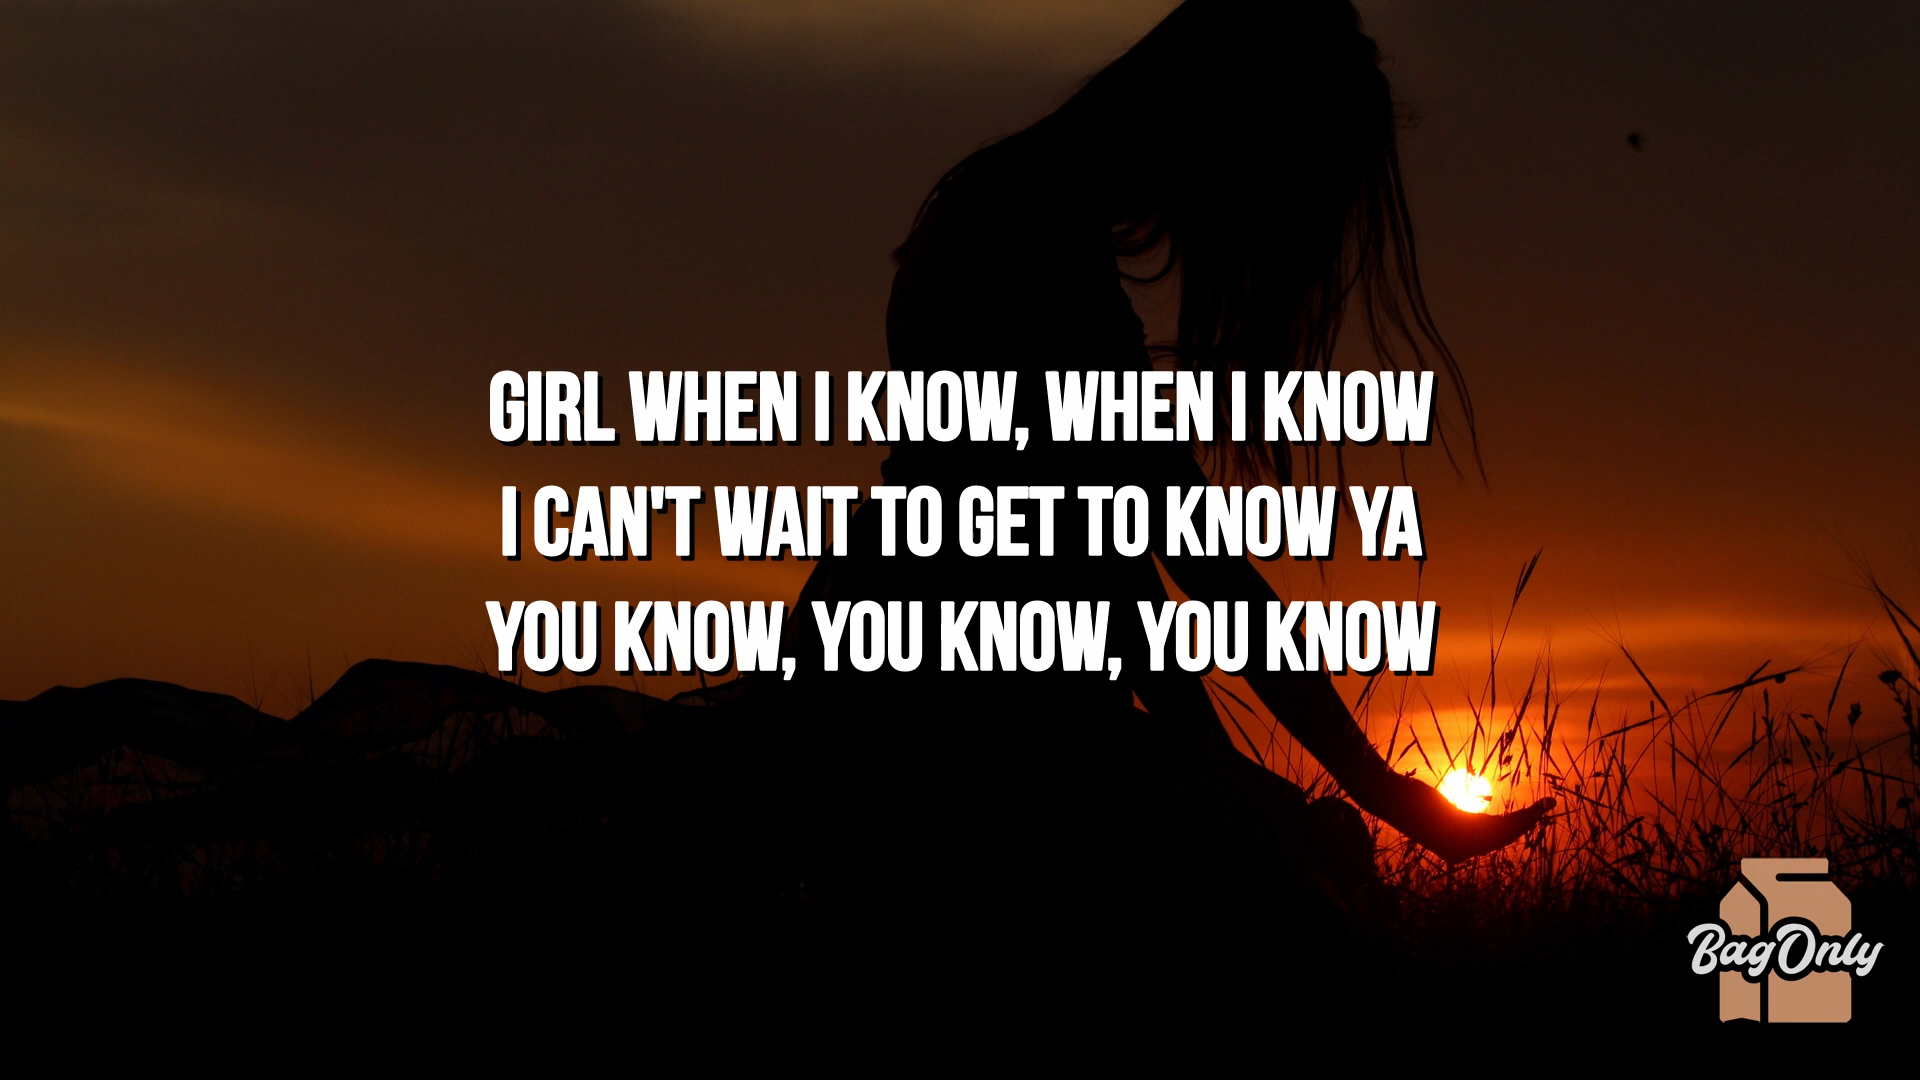 GIRL WHEN I KNOW, WHEN I KNOW
I CAN'T WAIT TO GET TO KNOW YA
YOU KNOW, YOU KNOW, YOU KNOW
BagOnly